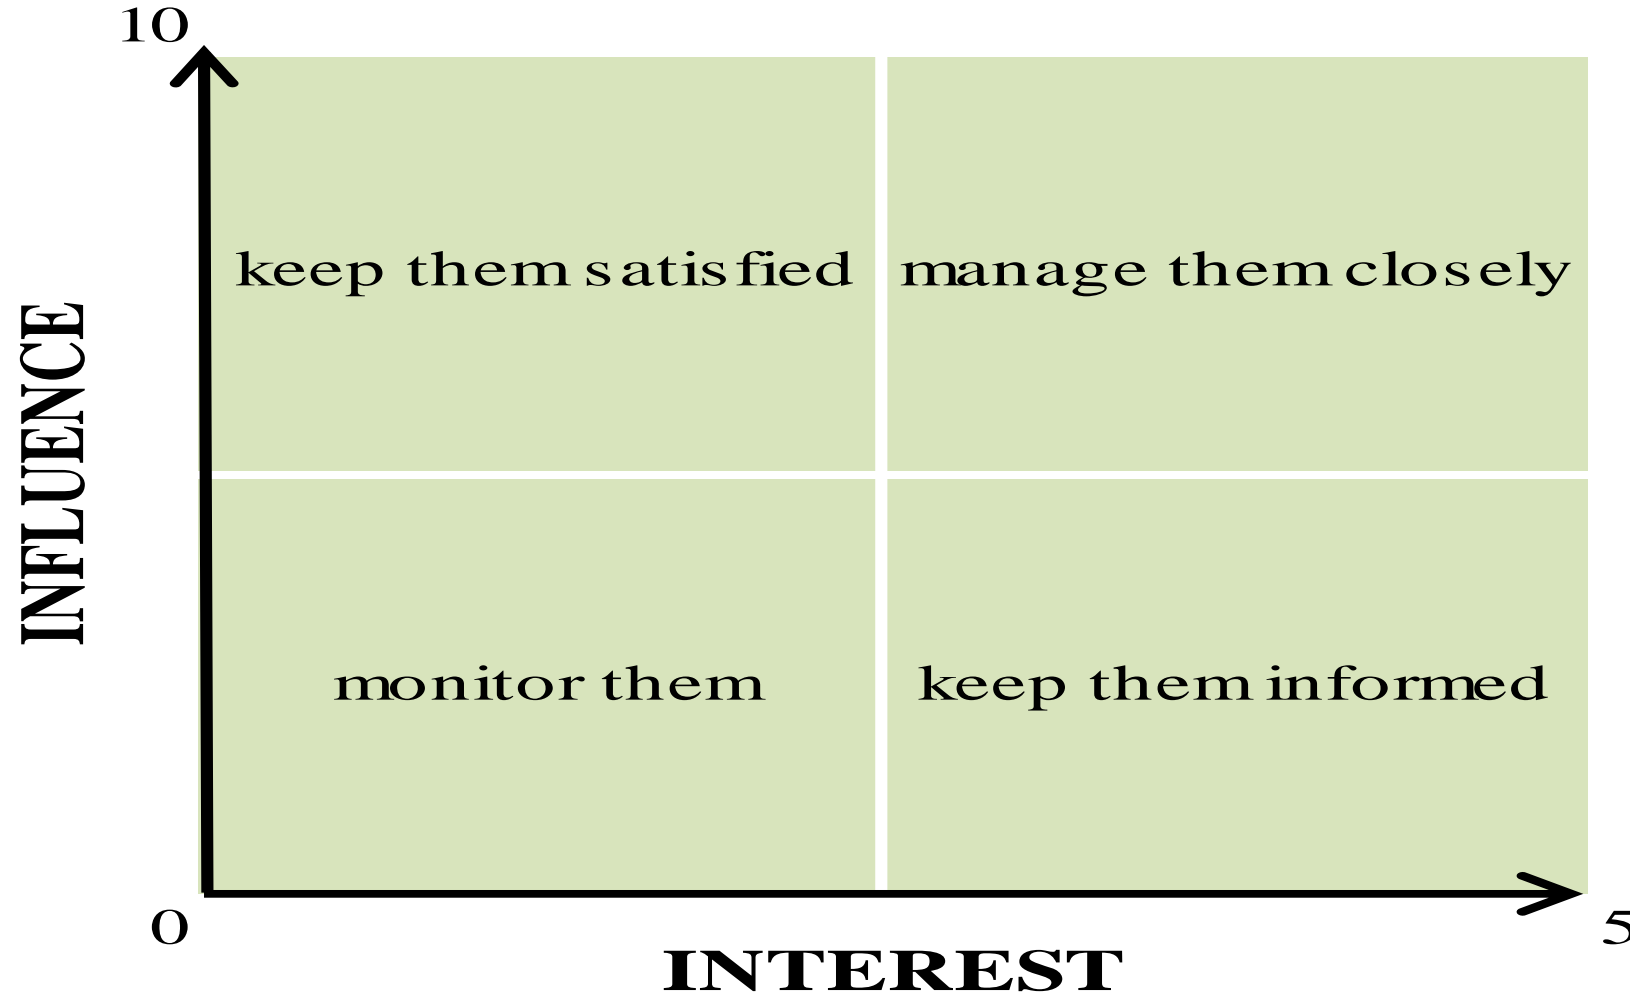 10
keep them satisfied
manage them closely
INFLUENCE
monitor them
keep them informed
0
5
INTEREST